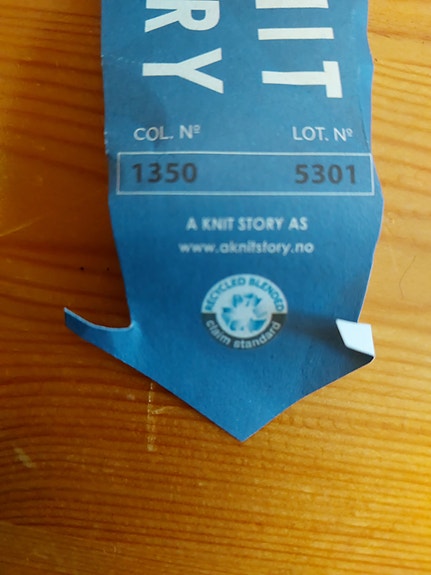 NIT
RY
COL. Nº LOT. Nº
1350 5301
A KNIT STORY AS
www.aknitstory.no
RECYCLED BLENDED
claim standard